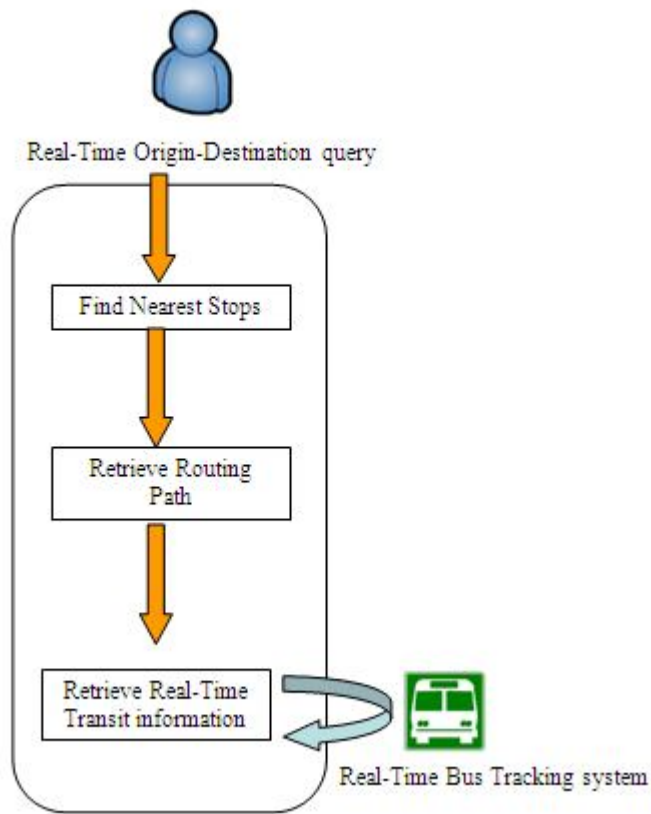 Real-Time Origin-Destination query
Find Nearest Stops
Retrieve Routing
Path
Retrieve Real-Time
Transit information
Real-Time Bus Tracking system